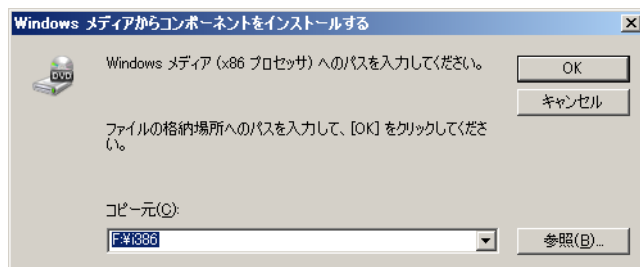 Windows メディアからコンポーネントをインストールする
DVD
Windows メディア (x86 プロセッサ) へのパスを入力してください。
OK
キャンセル
ファイルの格納場所へのパスを入力して、[OK] をクリックしてくださ
い。
コピー元(C):
F:¥i386
参照(B)...